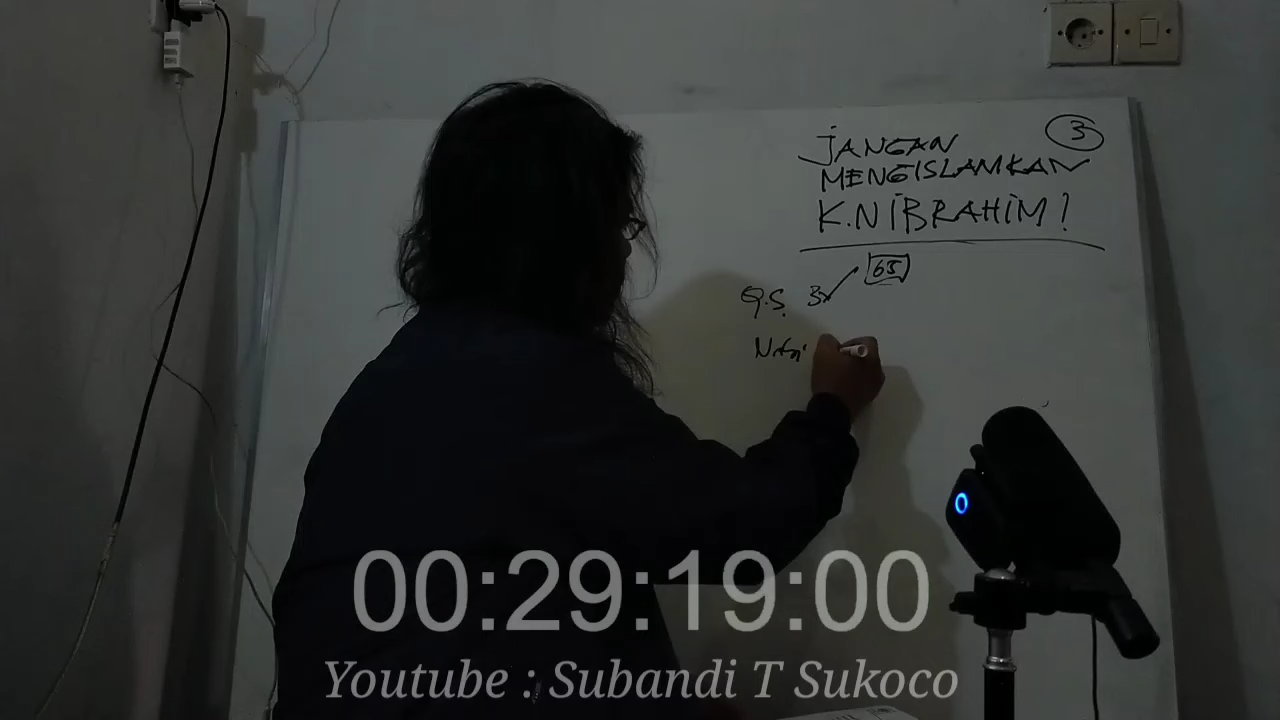 3
JANGAN
MENGISLAMKAN
K.N IBRAHIM!
65
Q.S. 3
00:29:19:00
Youtube : Subandi T Sukoco